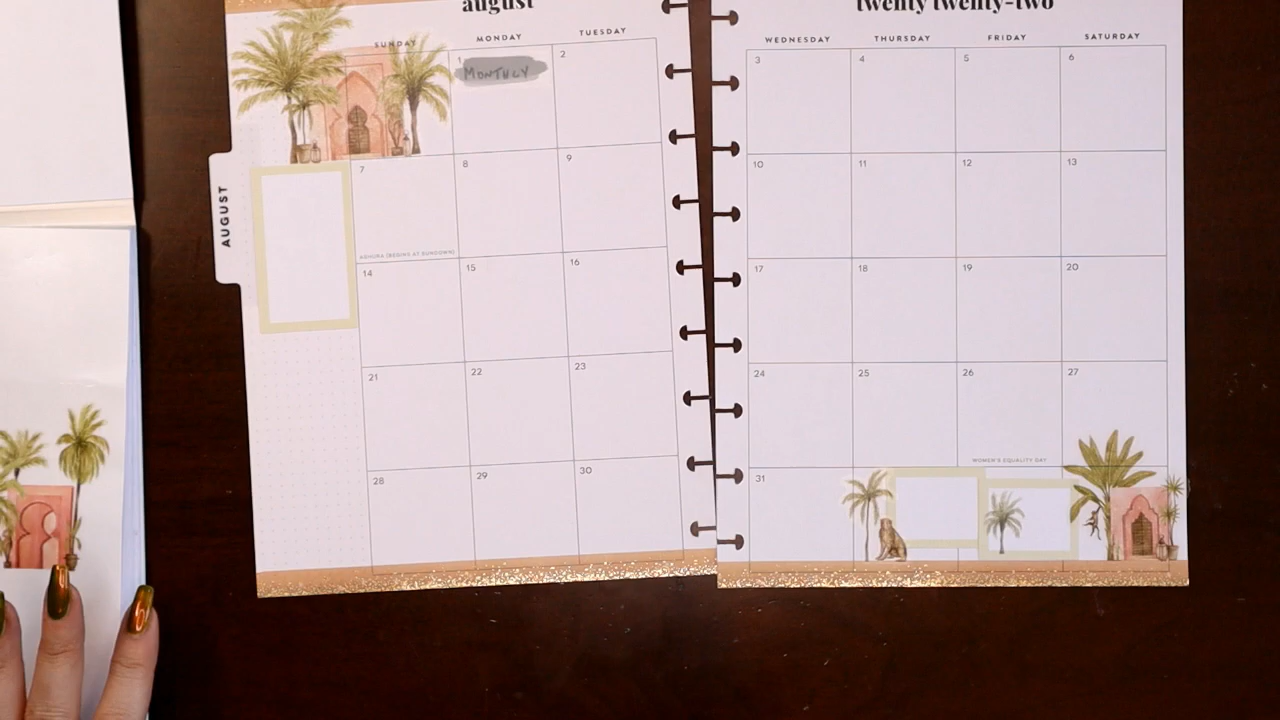 august
SUNDAY MONDAY TUESDAY
1 2
MONTHLY
7 8 9
ASHURA (BEGINS AT SUNDOWN)
14 15 16
21 22 23
28 29 30
AUGUST
twenty twenty-two
WEDNESDAY THURSDAY FRIDAY SATURDAY
3 4 5 6
10 11 12 13
17 18 19 20
24 25 26 27
WOMEN'S EQUALITY DAY
31